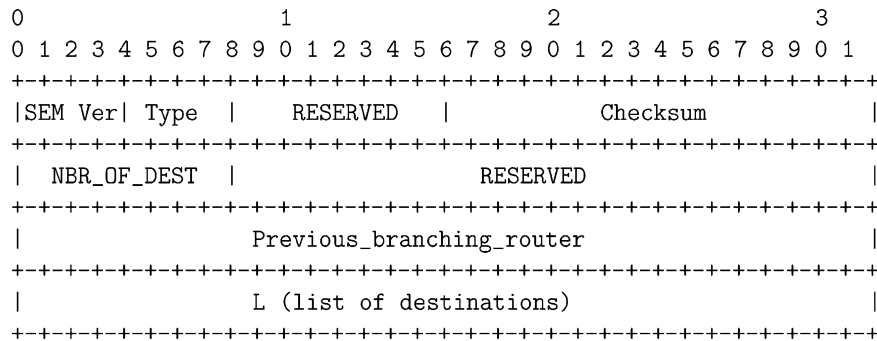 0                   1                   2                   3
0 1 2 3 4 5 6 7 8 9 0 1 2 3 4 5 6 7 8 9 0 1 2 3 4 5 6 7 8 9 0 1
+-+-+-+-+-+-+-+-+-+-+-+-+-+-+-+-+-+-+-+-+-+-+-+-+-+-+-+-+-+-+-+-+
|SEM Ver| Type  |    RESERVED   |           Checksum            |
+-+-+-+-+-+-+-+-+-+-+-+-+-+-+-+-+-+-+-+-+-+-+-+-+-+-+-+-+-+-+-+-+
|  NBR_OF_DEST  |                  RESERVED                     |
+-+-+-+-+-+-+-+-+-+-+-+-+-+-+-+-+-+-+-+-+-+-+-+-+-+-+-+-+-+-+-+-+
|                 Previous_branching_router                     |
+-+-+-+-+-+-+-+-+-+-+-+-+-+-+-+-+-+-+-+-+-+-+-+-+-+-+-+-+-+-+-+-+
|                 L (list of destinations)                      |
+-+-+-+-+-+-+-+-+-+-+-+-+-+-+-+-+-+-+-+-+-+-+-+-+-+-+-+-+-+-+-+-+